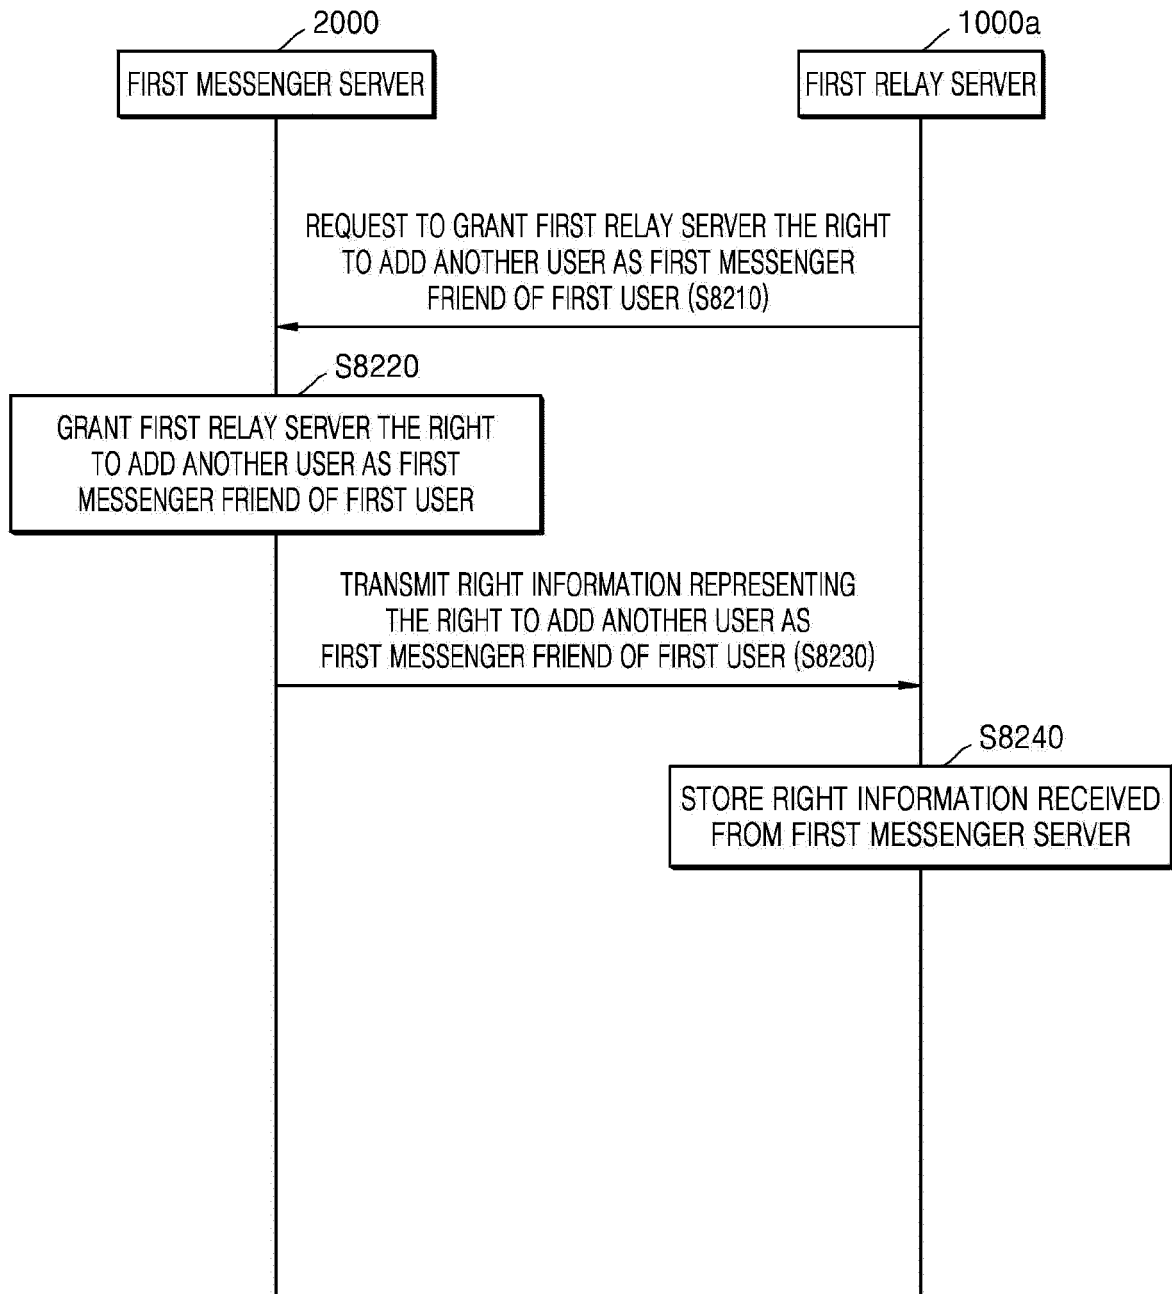 2000
1000a
FIRST MESSENGER SERVER
FIRST RELAY SERVER
REQUEST TO GRANT FIRST RELAY SERVER THE RIGHT
TO ADD ANOTHER USER AS FIRST MESSENGER
FRIEND OF FIRST USER (S8210)
S8220
GRANT FIRST RELAY SERVER THE RIGHT
TO ADD ANOTHER USER AS FIRST
MESSENGER FRIEND OF FIRST USER
TRANSMIT RIGHT INFORMATION REPRESENTING
THE RIGHT TO ADD ANOTHER USER AS
FIRST MESSENGER FRIEND OF FIRST USER (S8230)
S8240
STORE RIGHT INFORMATION RECEIVED
FROM FIRST MESSENGER SERVER